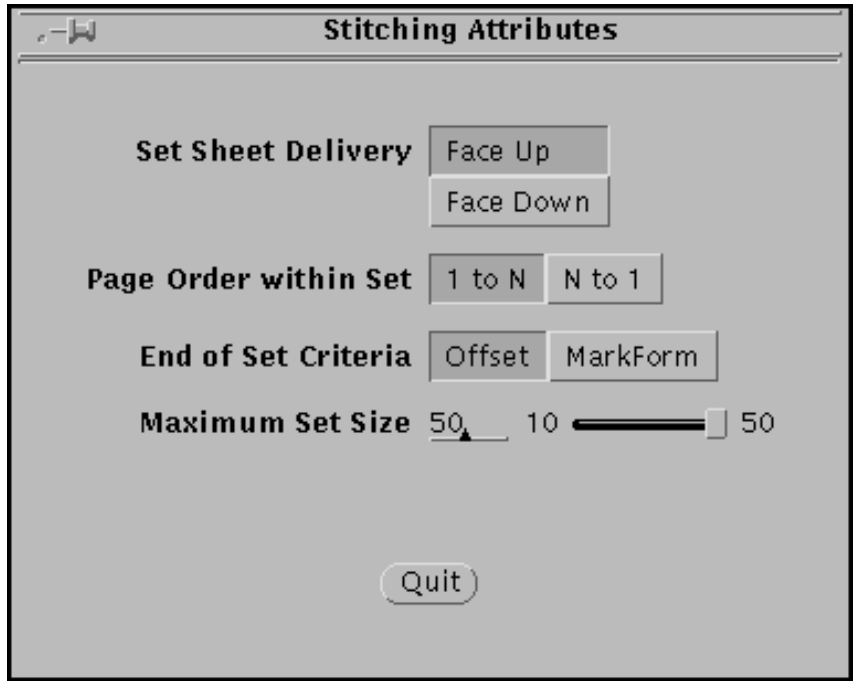 Stitching Attributes
Set Sheet Delivery Face Up
Face Down
Page Order within Set 1 to N N to 1
End of Set Criteria Offset MarkForm
Maximum Set Size 50 10 50
Quit